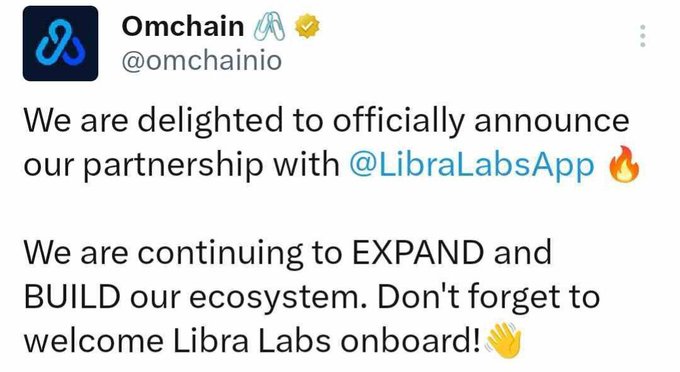 Omchain 🖇️
@omchainio
We are delighted to officially announce
our partnership with @LibraLabsApp 🔥
We are continuing to EXPAND and
BUILD our ecosystem. Don't forget to
welcome Libra Labs onboard!👋